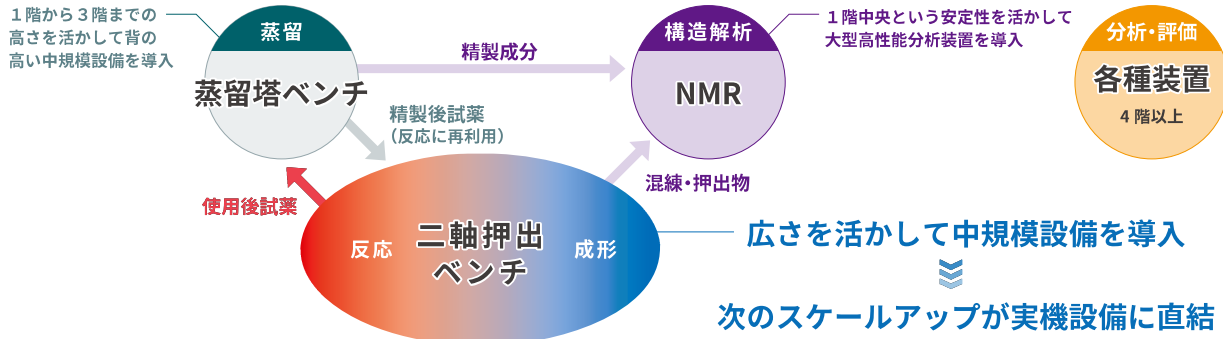 １階から３階までの
高さを活かして背の
高い中規模設備を導入
蒸留
蒸留塔ベンチ
精製成分
構造解析
NMR
１階中央という安定性を活かして
大型高性能分析装置を導入
分析・評価
各種装置
4 階以上
精製後試薬
（反応に再利用）
使用後試薬
混練・押出物
反応
二軸押出
ベンチ
成形
広さを活かして中規模設備を導入
次のスケールアップが実機設備に直結